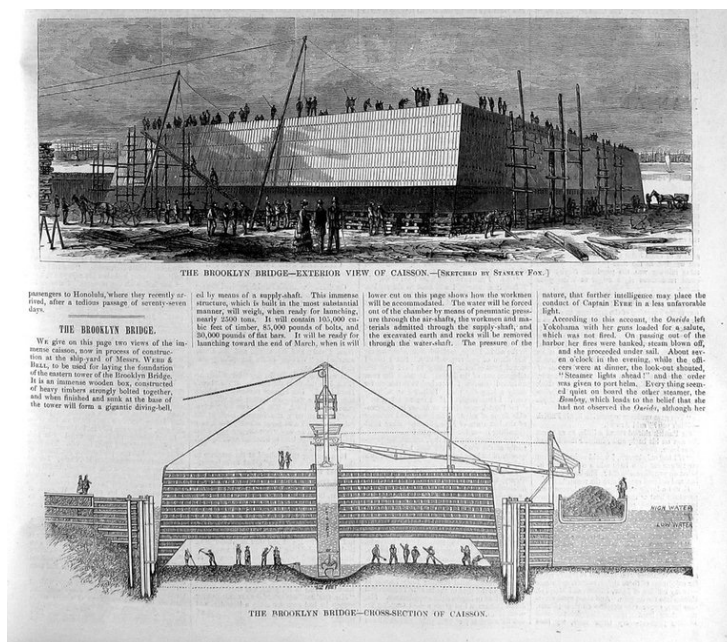 THE BROOKLYN BRIDGE—EXTERIOR VIEW OF CAISSON.—[SKETCHED BY STANLEY FOX.]
passengers to Honolulu, where they recently ar-
rived, after a tedious passage of seventy-seven
days.
THE BROOKLYN BRIDGE.
WE give on this page two views of the im-
mense caisson, now in process of construc-
tion at the ship-yard of Messrs. WEBB &
BELL, to be used for laying the foundation
of the eastern tower of the Brooklyn Bridge.
It is an immense wooden box, constructed
of heavy timbers strongly bolted together,
and when finished and sunk at the base of
the tower will form a gigantic diving-bell,
ed by means of a supply-shaft. This immense
structure, which is built in the most substantial
manner, will weigh, when ready for launching,
nearly 2500 tons. It will contain 105,000 cu-
bic feet of timber, 85,000 pounds of bolts, and
30,000 pounds of flat bars. It will be ready for
launching toward the end of March, when it will
lower cut on this page shows how the workmen
will be accommodated. The water will be forced
out of the chamber by means of pneumatic pres-
sure through the air-shafts, the workmen and ma-
terials admitted through the supply-shaft, and
the excavated earth and rocks will be removed
through the water-shaft. The pressure of the
nature, that further intelligence may place the
conduct of Captain EYRE in a less unfavorable
light.
According to this account, the Oneida left
Yokohama with her guns loaded for a salute,
which was not fired. On passing out of the
harbor her fires were banked, steam blown off,
and she proceeded under sail. About sev-
en o'clock in the evening, while the offi-
cers were at dinner, the look-out shouted,
"Steamer lights ahead!" and the order
was given to port helm. Every thing seem-
ed quiet on board the other steamer, the
Bombay, which leads to the belief that she
had not observed the Oneida, although her
HIGH WATER
LOW WATER
102 FEET
THE BROOKLYN BRIDGE—CROSS-SECTION OF CAISSON.